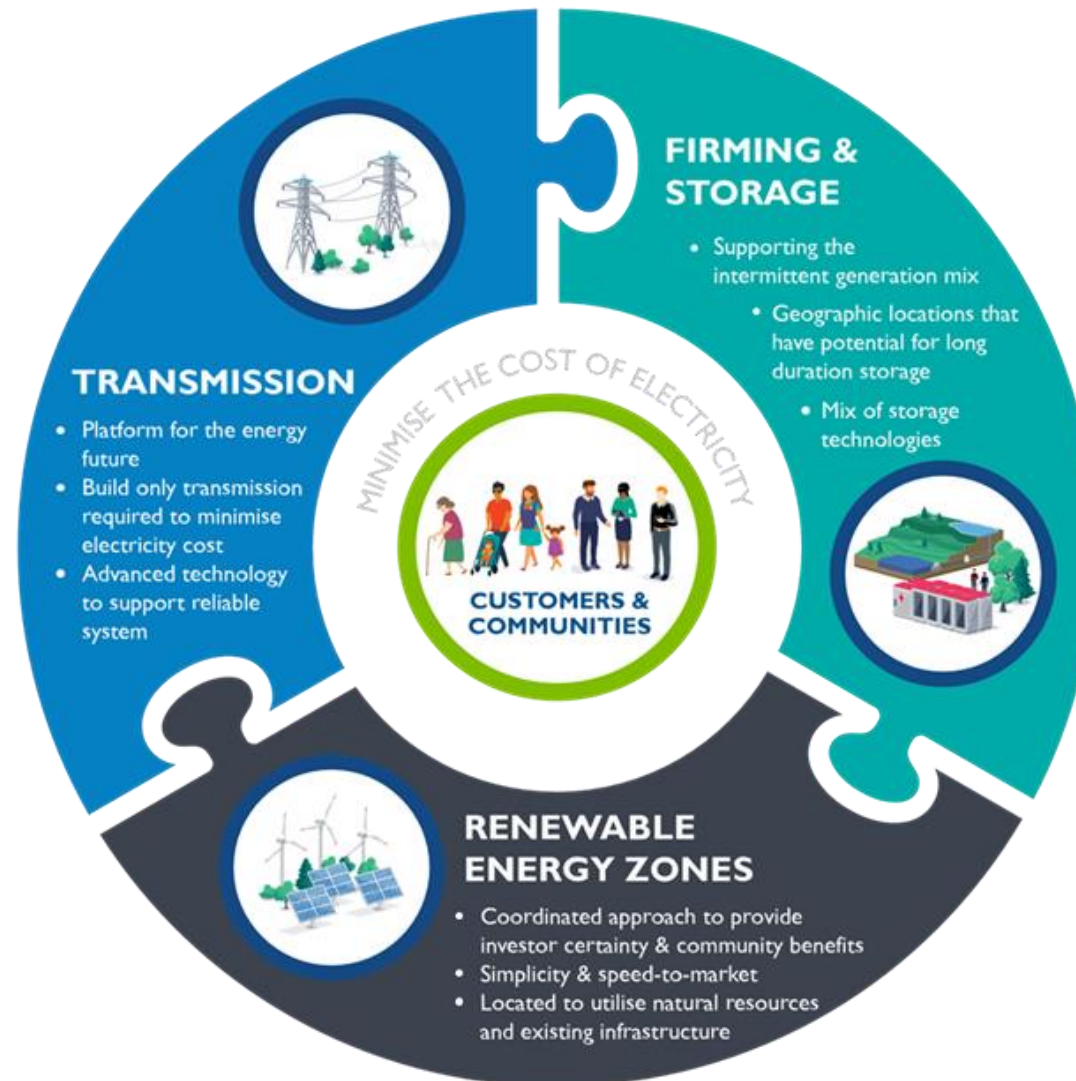 FIRMING &
STORAGE
• Supporting the
intermittent generation mix
• Geographic locations that
have potential for long
duration storage
• Mix of storage
technologies
TRANSMISSION
• Platform for the energy
future
• Build only transmission
required to minimise
electricity cost
• Advanced technology
to support reliable
system
MINIMISE THE COST OF ELECTRICITY
CUSTOMERS &
COMMUNITIES
RENEWABLE
ENERGY ZONES
• Coordinated approach to provide
investor certainty & community benefits
• Simplicity & speed-to-market
• Located to utilise natural resources
and existing infrastructure